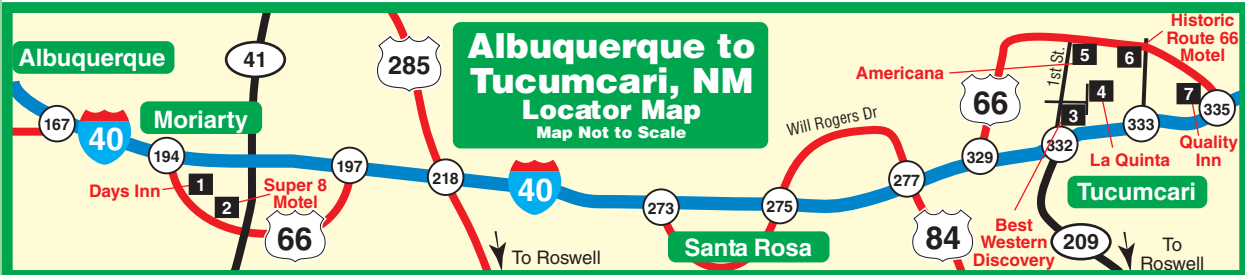 Albuquerque to
Tucumcari, NM
Locator Map
Map Not to Scale
Albuquerque
167
40
Moriarty
194
41
Days Inn
1
2
Super 8
Motel
66
197
285
218
To Roswell
40
273
Santa Rosa
275
Will Rogers Dr
277
84
66
329
Americana
1st St.
5
6
Historic
Route 66
Motel
4
3
7
332
333
335
La Quinta
Quality
Inn
Tucumcari
Best
Western
Discovery
209
To
Roswell